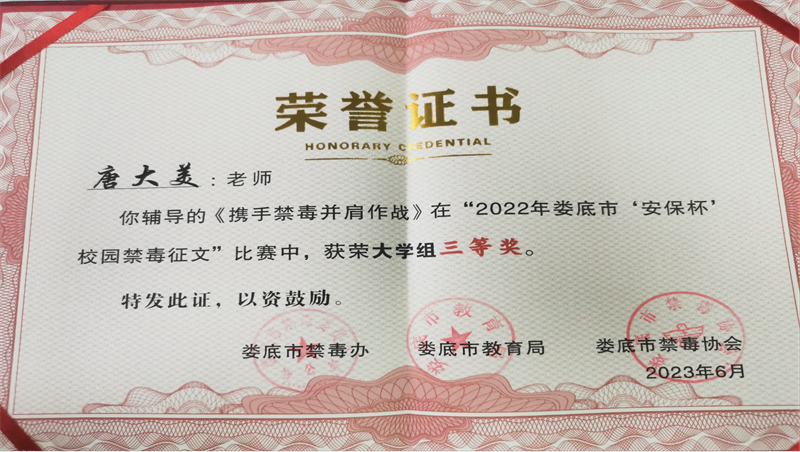 荣誉证书
HONORARY CREDENTIAL
唐大美：老师
你辅导的《携手禁毒并肩作战》在“2022年娄底市‘安保杯’
校园禁毒征文”比赛中，获荣大学组三等奖。
特发此证，以资鼓励。
娄底市禁毒办 娄底市教育局 娄底市禁毒协会
2023年6月